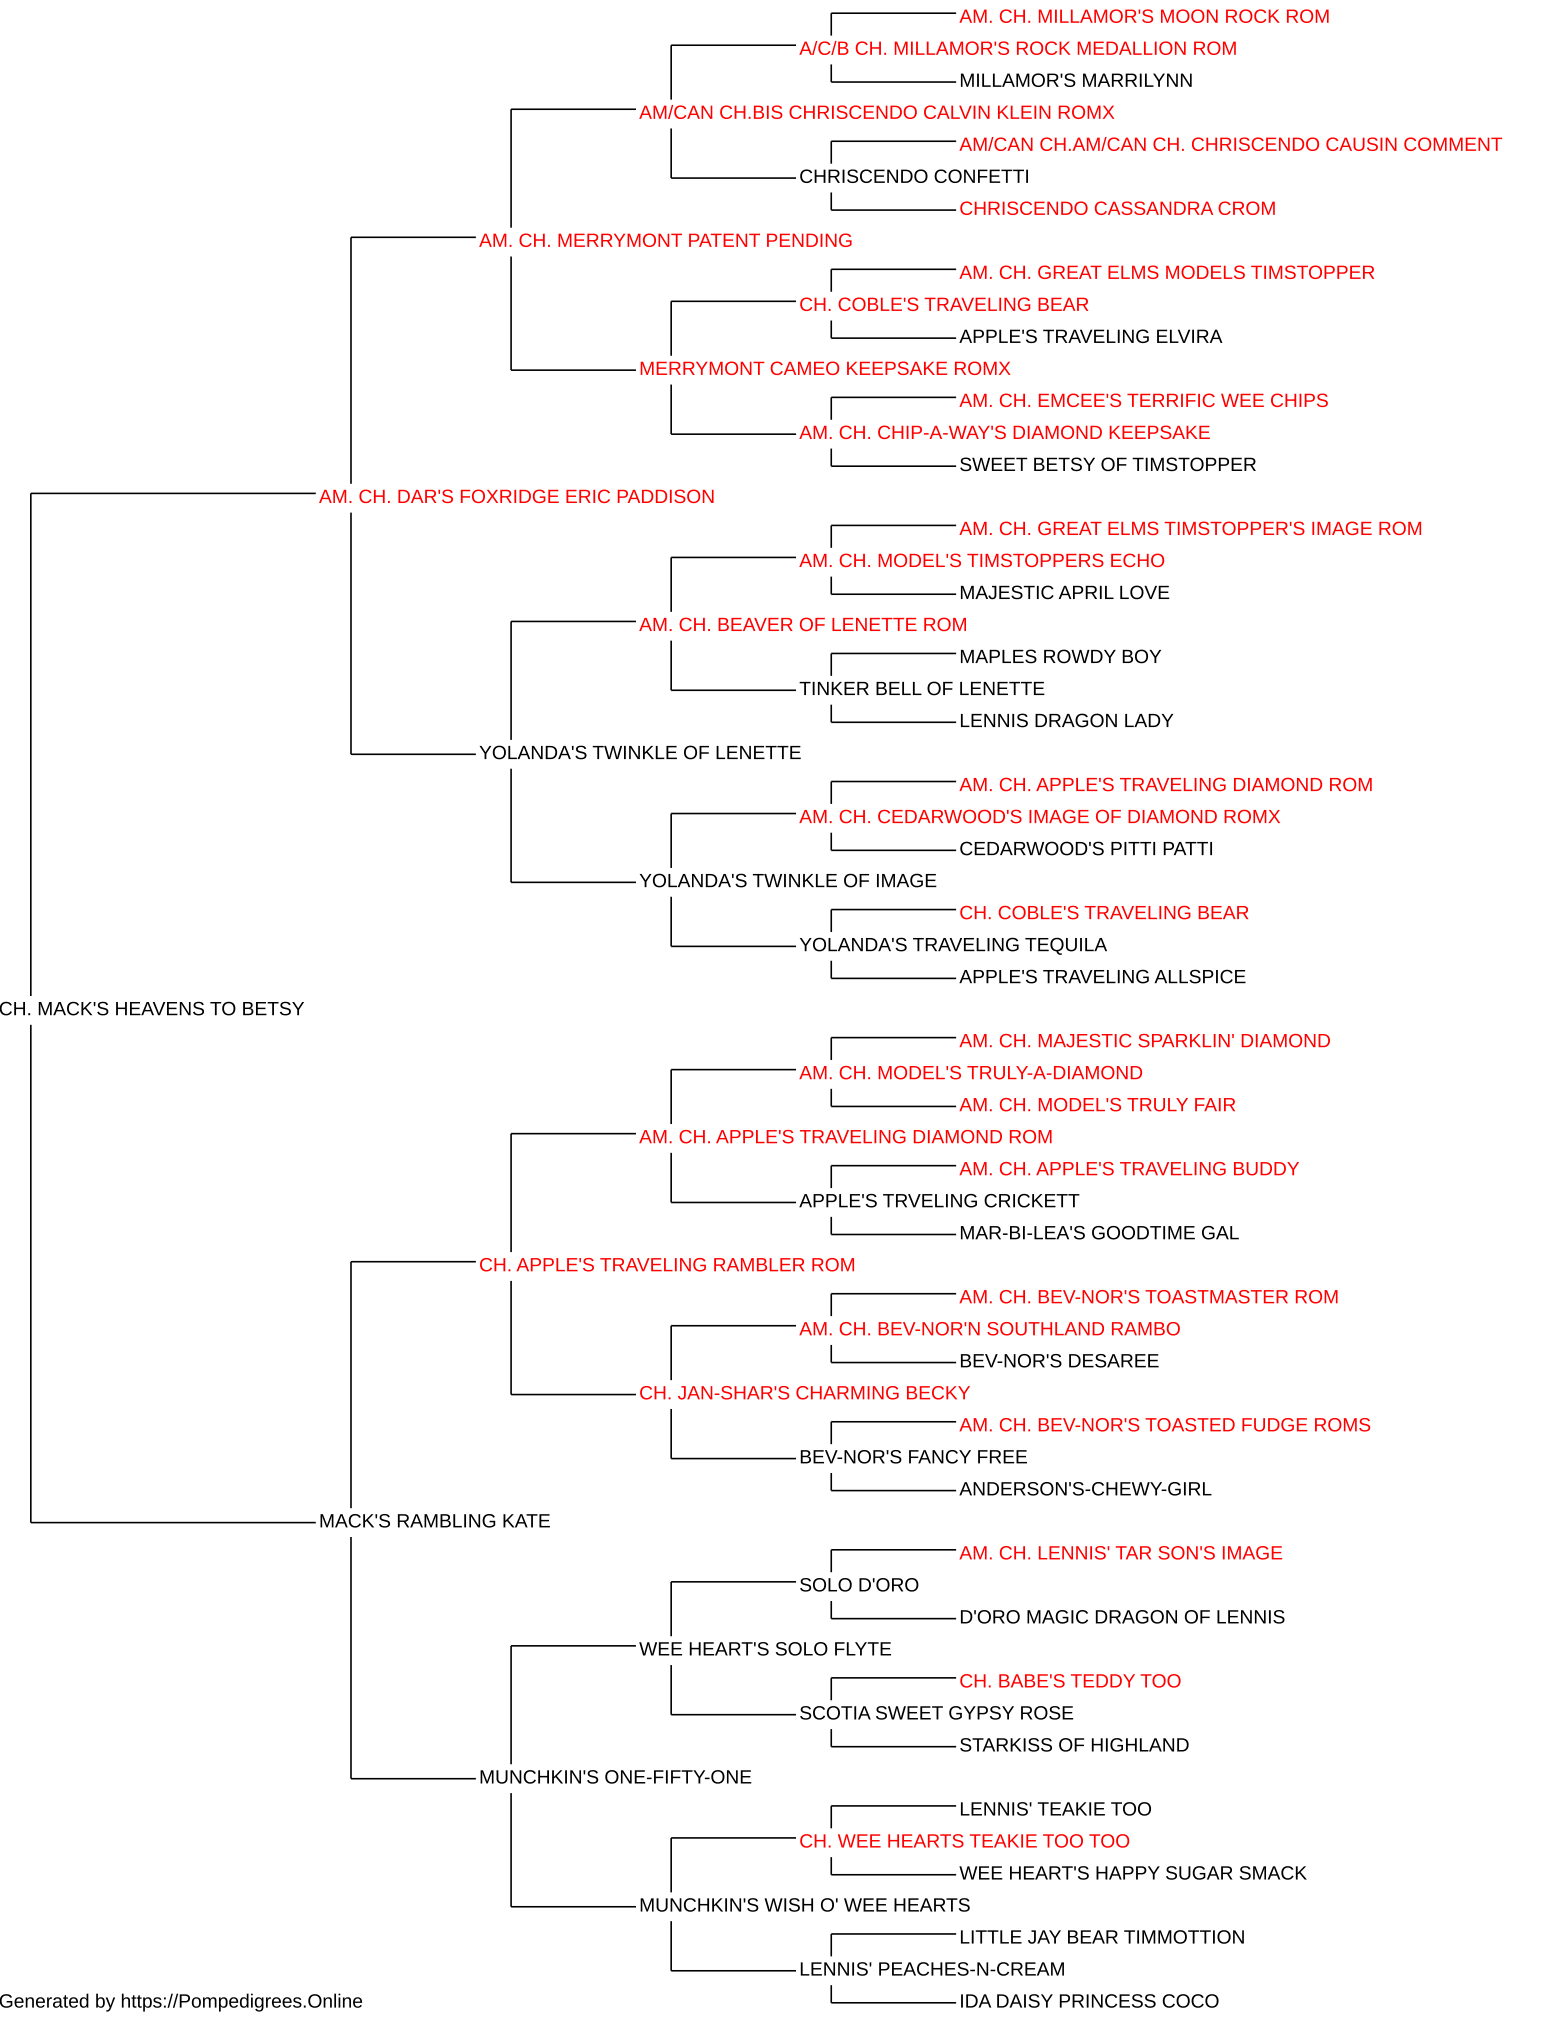 AM. CH. MILLAMOR'S MOON ROCK ROM
A/C/B CH. MILLAMOR'S ROCK MEDALLION ROM
MILLAMOR'S MARRILYNN
AM/CAN CH.BIS CHRISCENDO CALVIN KLEIN ROMX
AM/CAN CH.AM/CAN CH. CHRISCENDO CAUSIN COMMENT
CHRISCENDO CONFETTI
CHRISCENDO CASSANDRA CROM
AM. CH. MERRYMONT PATENT PENDING
AM. CH. GREAT ELMS MODELS TIMSTOPPER
CH. COBLE'S TRAVELING BEAR
APPLE'S TRAVELING ELVIRA
MERRYMONT CAMEO KEEPSAKE ROMX
AM. CH. EMCEE'S TERRIFIC WEE CHIPS
AM. CH. CHIP-A-WAY'S DIAMOND KEEPSAKE
SWEET BETSY OF TIMSTOPPER
AM. CH. DAR'S FOXRIDGE ERIC PADDISON
AM. CH. GREAT ELMS TIMSTOPPER'S IMAGE ROM
AM. CH. MODEL'S TIMSTOPPERS ECHO
MAJESTIC APRIL LOVE
AM. CH. BEAVER OF LENETTE ROM
MAPLES ROWDY BOY
TINKER BELL OF LENETTE
LENNIS DRAGON LADY
YOLANDA'S TWINKLE OF LENETTE
AM. CH. APPLE'S TRAVELING DIAMOND ROM
AM. CH. CEDARWOOD'S IMAGE OF DIAMOND ROMX
CEDARWOOD'S PITTI PATTI
YOLANDA'S TWINKLE OF IMAGE
CH. COBLE'S TRAVELING BEAR
YOLANDA'S TRAVELING TEQUILA
APPLE'S TRAVELING ALLSPICE
CH. MACK'S HEAVENS TO BETSY
AM. CH. MAJESTIC SPARKLIN' DIAMOND
AM. CH. MODEL'S TRULY-A-DIAMOND
AM. CH. MODEL'S TRULY FAIR
AM. CH. APPLE'S TRAVELING DIAMOND ROM
AM. CH. APPLE'S TRAVELING BUDDY
APPLE'S TRVELING CRICKETT
MAR-BI-LEA'S GOODTIME GAL
CH. APPLE'S TRAVELING RAMBLER ROM
AM. CH. BEV-NOR'S TOASTMASTER ROM
AM. CH. BEV-NOR'N SOUTHLAND RAMBO
BEV-NOR'S DESAREE
CH. JAN-SHAR'S CHARMING BECKY
AM. CH. BEV-NOR'S TOASTED FUDGE ROMS
BEV-NOR'S FANCY FREE
ANDERSON'S-CHEWY-GIRL
MACK'S RAMBLING KATE
AM. CH. LENNIS' TAR SON'S IMAGE
SOLO D'ORO
D'ORO MAGIC DRAGON OF LENNIS
WEE HEART'S SOLO FLYTE
CH. BABE'S TEDDY TOO
SCOTIA SWEET GYPSY ROSE
STARKISS OF HIGHLAND
MUNCHKIN'S ONE-FIFTY-ONE
LENNIS' TEAKIE TOO
CH. WEE HEARTS TEAKIE TOO TOO
WEE HEART'S HAPPY SUGAR SMACK
MUNCHKIN'S WISH O' WEE HEARTS
LITTLE JAY BEAR TIMMOTTION
LENNIS' PEACHES-N-CREAM
IDA DAISY PRINCESS COCO
Generated by https://Pompedigrees.Online